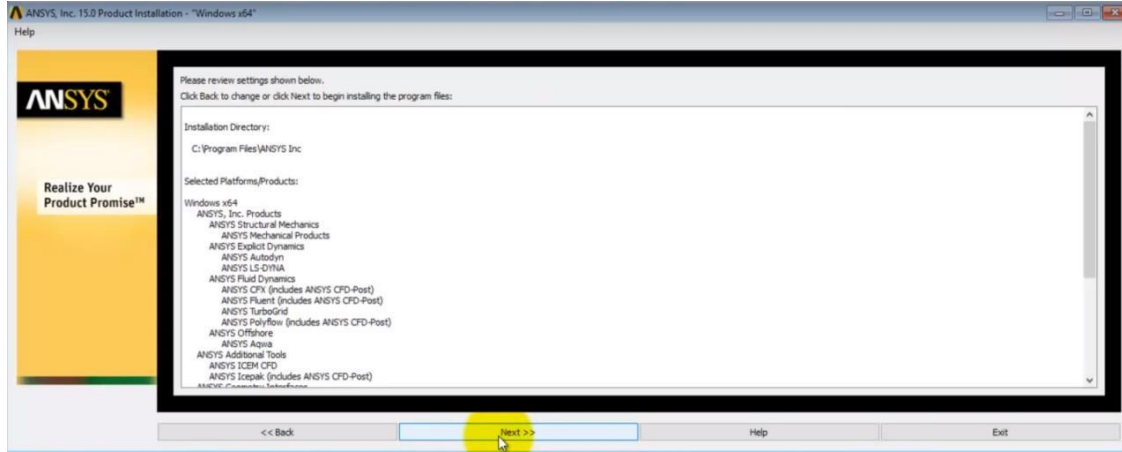 ANSYS, Inc. 15.0 Product Installation - "Windows x64"
Help
ANSYS
Realize Your
Product Promise™
Please review settings shown below.
Click Back to change or click Next to begin installing the program files:
Installation Directory:
C:\Program Files\ANSYS Inc
Selected Platforms/Products:
Windows x64
ANSYS, Inc. Products
ANSYS Structural Mechanics
ANSYS Mechanical Products
ANSYS Explicit Dynamics
ANSYS Autodyn
ANSYS LS-DYNA
ANSYS Fluid Dynamics
ANSYS CFX (includes ANSYS CFD-Post)
ANSYS Fluent (includes ANSYS CFD-Post)
ANSYS TurboGrid
ANSYS Polyflow (includes ANSYS CFD-Post)
ANSYS Offshore
ANSYS Aqwa
ANSYS Additional Tools
ANSYS ICEM CFD
ANSYS Icepak (includes ANSYS CFD-Post)
ANSYS Geometry Interfaces
<< Back
Next >>
Help
Exit